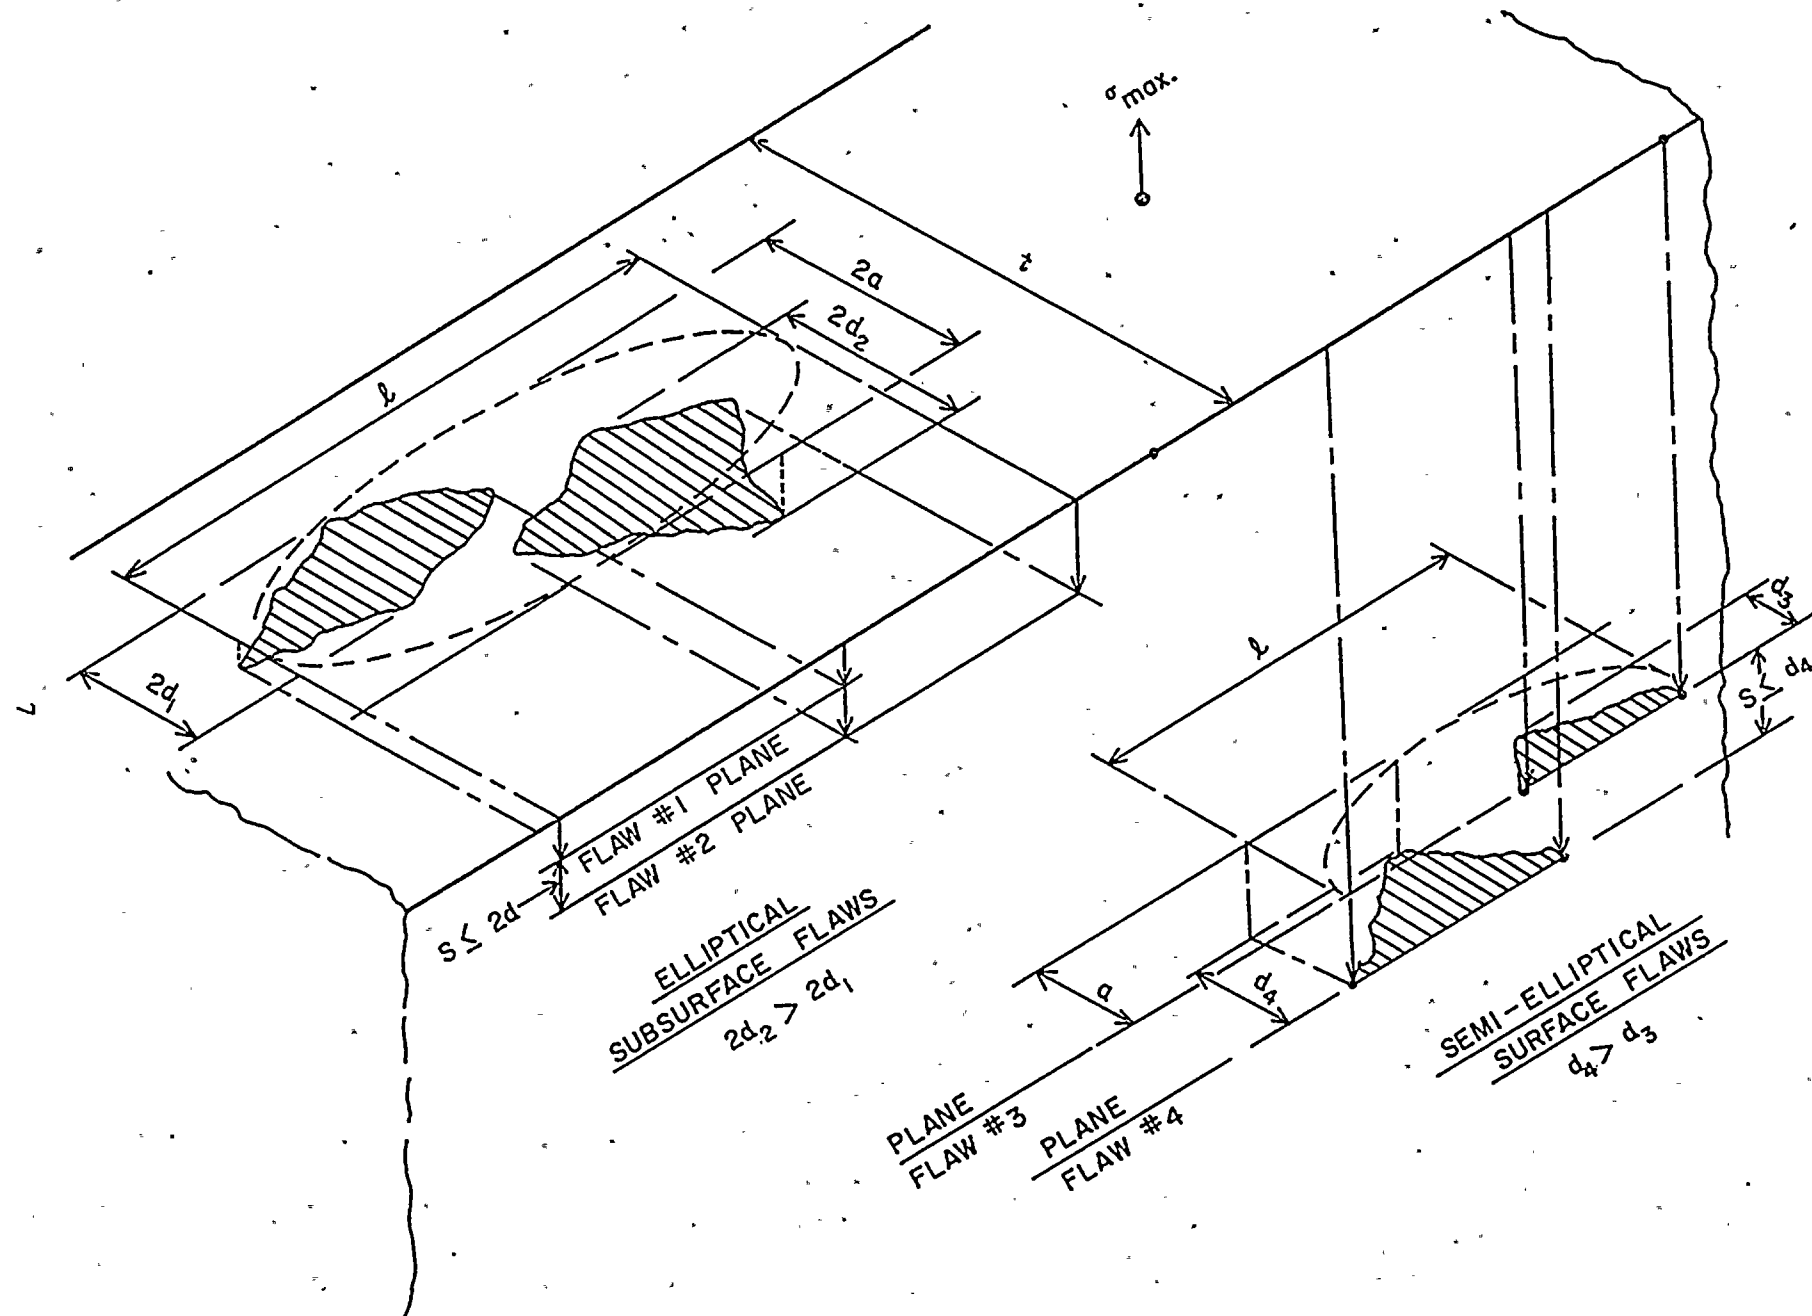 σmax.
t
2a
2d₂
ℓ
2d₁
FLAW #1 PLANE
FLAW #2 PLANE
S ≤ 2d
ELLIPTICAL
SUBSURFACE FLAWS
2d₂ > 2d₁
ℓ
d₃
S ≤ d₄
a
d₄
PLANE
FLAW #3
PLANE
FLAW #4
SEMI-ELLIPTICAL
SURFACE FLAWS
d₄ > d₃